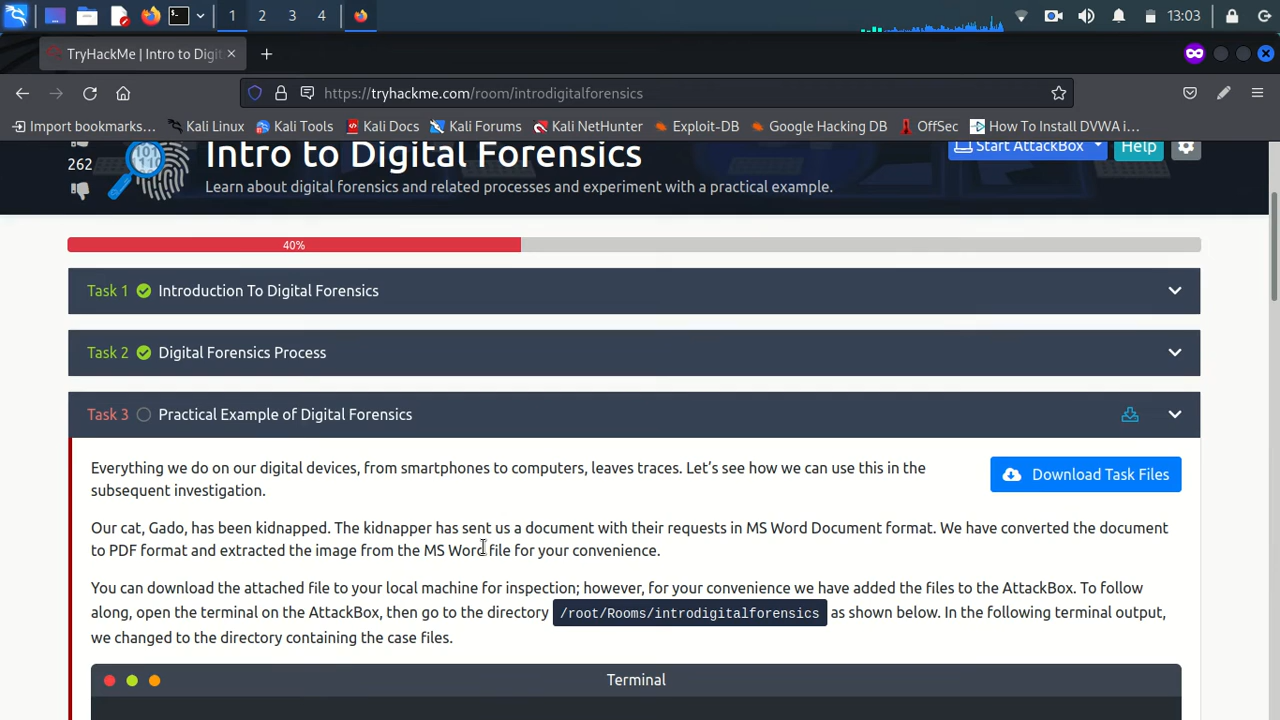 1 2 3 4 13:03
TryHackMe | Intro to Digit
https://tryhackme.com/room/introdigitalforensics
Import bookmarks... Kali Linux Kali Tools Kali Docs Kali Forums Kali NetHunter Exploit-DB Google Hacking DB OffSec How To Install DVWA i...
262 Intro to Digital Forensics Start AttackBox Help
Learn about digital forensics and related processes and experiment with a practical example.
40%
Task 1 Introduction To Digital Forensics
Task 2 Digital Forensics Process
Task 3 Practical Example of Digital Forensics
Everything we do on our digital devices, from smartphones to computers, leaves traces. Let's see how we can use this in the
Download Task Files
subsequent investigation.
Our cat, Gado, has been kidnapped. The kidnapper has sent us a document with their requests in MS Word Document format. We have converted the document
to PDF format and extracted the image from the MS Word file for your convenience.
You can download the attached file to your local machine for inspection; however, for your convenience we have added the files to the AttackBox. To follow
along, open the terminal on the AttackBox, then go to the directory /root/Rooms/introdigitalforensics as shown below. In the following terminal output,
we changed to the directory containing the case files.
Terminal